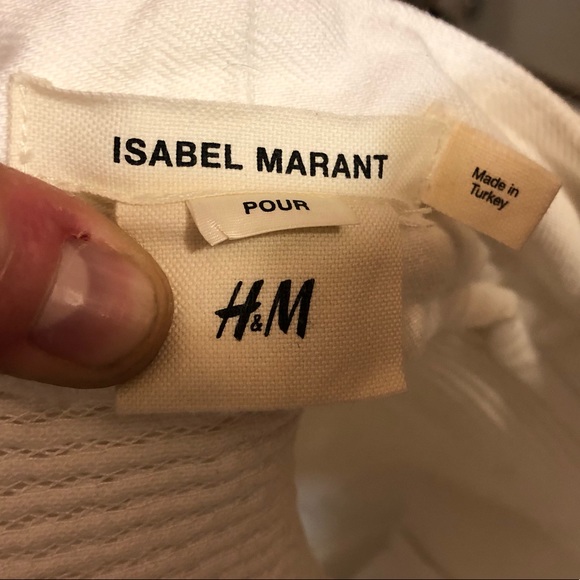 ISABEL MARANT
POUR
H&M
Made in
Turkey